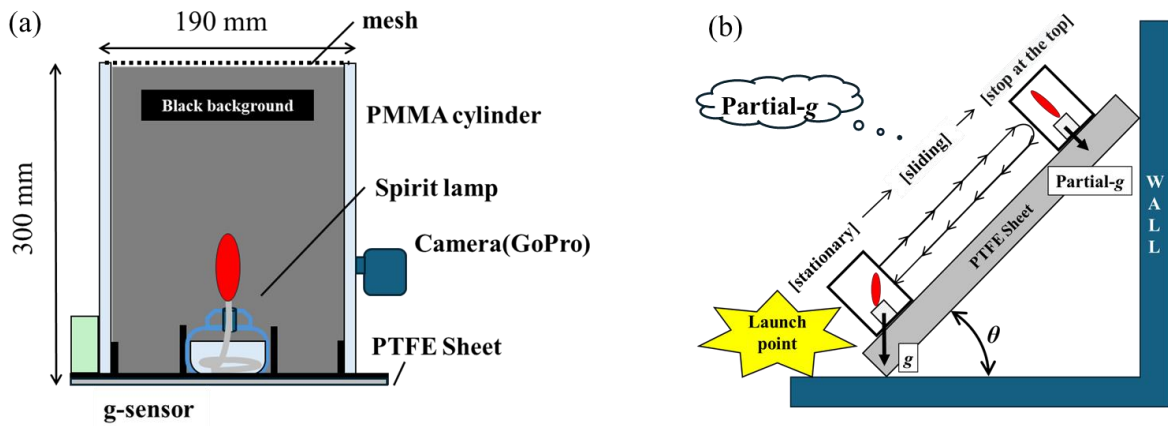 (a)
190 mm
mesh
Black background
PMMA cylinder
300 mm
Spirit lamp
Camera(GoPro)
PTFE Sheet
g-sensor
(b)
[stop at the top]
Partial-g
[sliding]
[stationary]
Partial-g
PTFE Sheet
WALL
Launch
point
g
θ